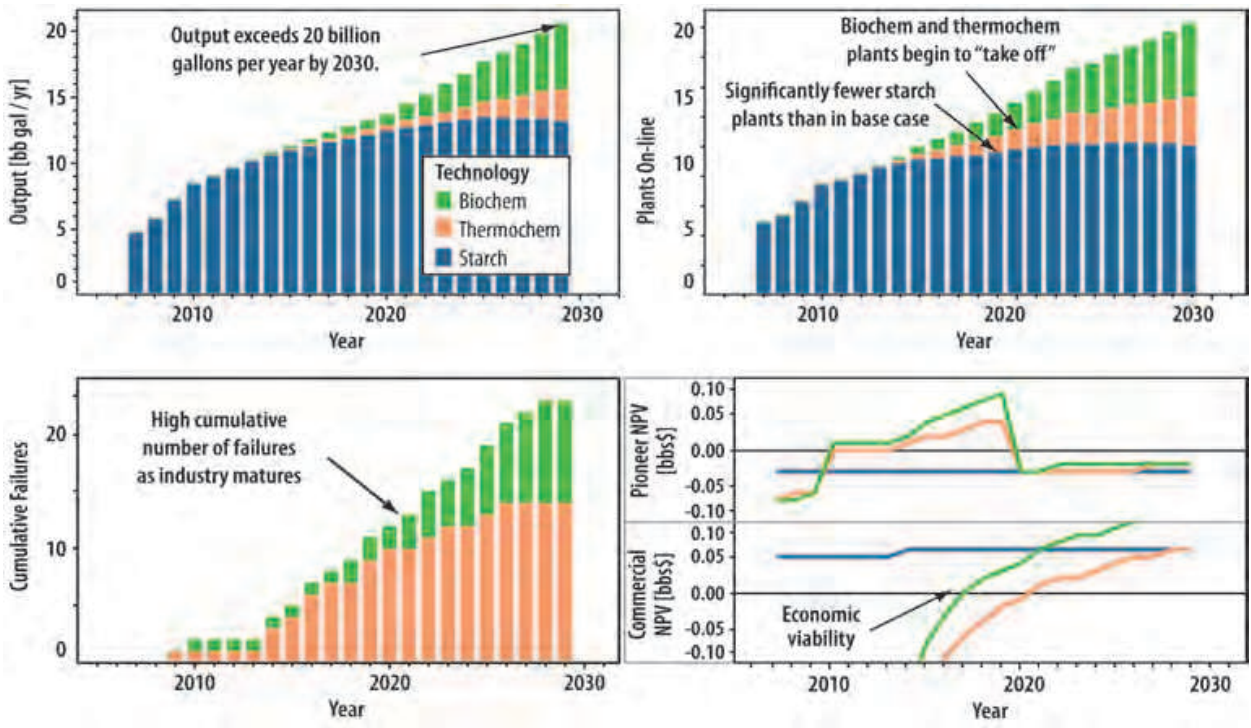 Output [bb gal / yr]
20
15
10
5
0
Output exceeds 20 billion
gallons per year by 2030.
Technology
Biochem
Thermochem
Starch
2010
2020
2030
Year
Plants On-line
20
15
10
5
0
Biochem and thermochem
plants begin to “take off”
Significantly fewer starch
plants than in base case
2010
2020
2030
Year
Cumulative Failures
20
10
0
High cumulative
number of failures
as industry matures
2010
2020
2030
Year
Pioneer NPV
[bbs$]
0.10
0.05
0.00
-0.05
-0.10
Commercial
NPV [bbs$]
0.10
0.05
0.00
-0.05
-0.10
Economic
viability
2010
2020
2030
Year